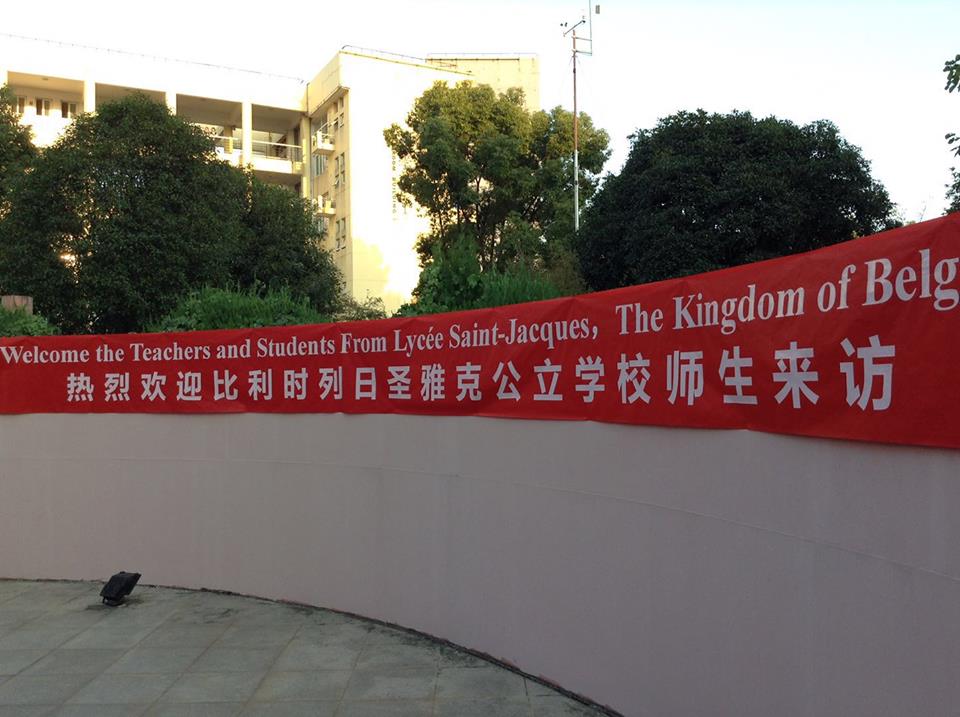 Welcome the Teachers and Students From Lycée Saint-Jacques, The Kingdom of Belg
热烈欢迎比利时列日圣雅克公立学校师生来访